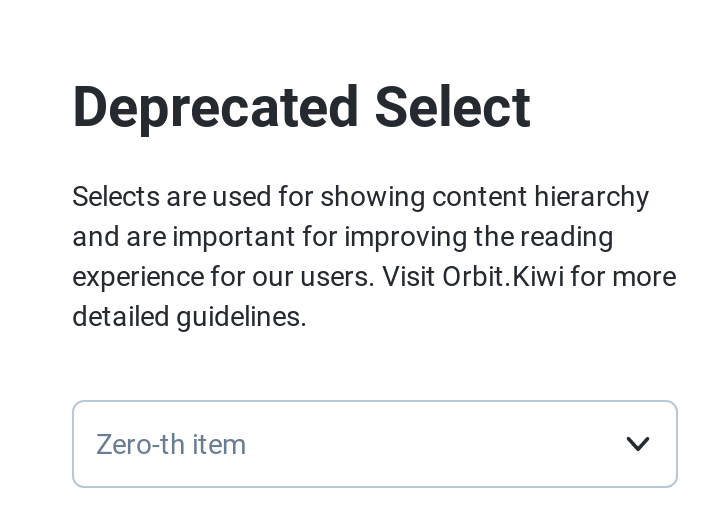 Deprecated Select
Selects are used for showing content hierarchy
and are important for improving the reading
experience for our users. Visit Orbit.Kiwi for more
detailed guidelines.
Zero-th item